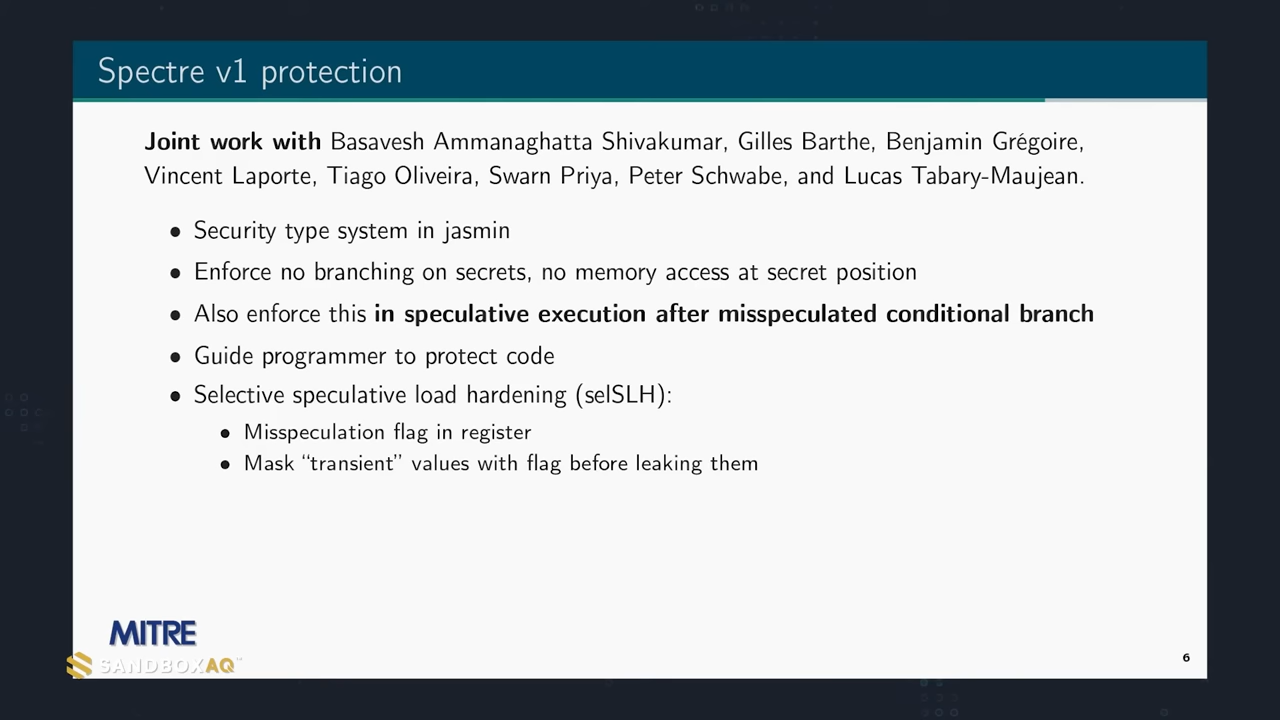 Spectre v1 protection
Joint work with Basavesh Ammanaghatta Shivakumar, Gilles Barthe, Benjamin Grégoire,
Vincent Laporte, Tiago Oliveira, Swarn Priya, Peter Schwabe, and Lucas Tabary-Maujean.
• Security type system in jasmin
• Enforce no branching on secrets, no memory access at secret position
• Also enforce this in speculative execution after misspeculated conditional branch
• Guide programmer to protect code
• Selective speculative load hardening (selSLH):
• Misspeculation flag in register
• Mask “transient” values with flag before leaking them
MITRE
SANDBOXAQ™
6